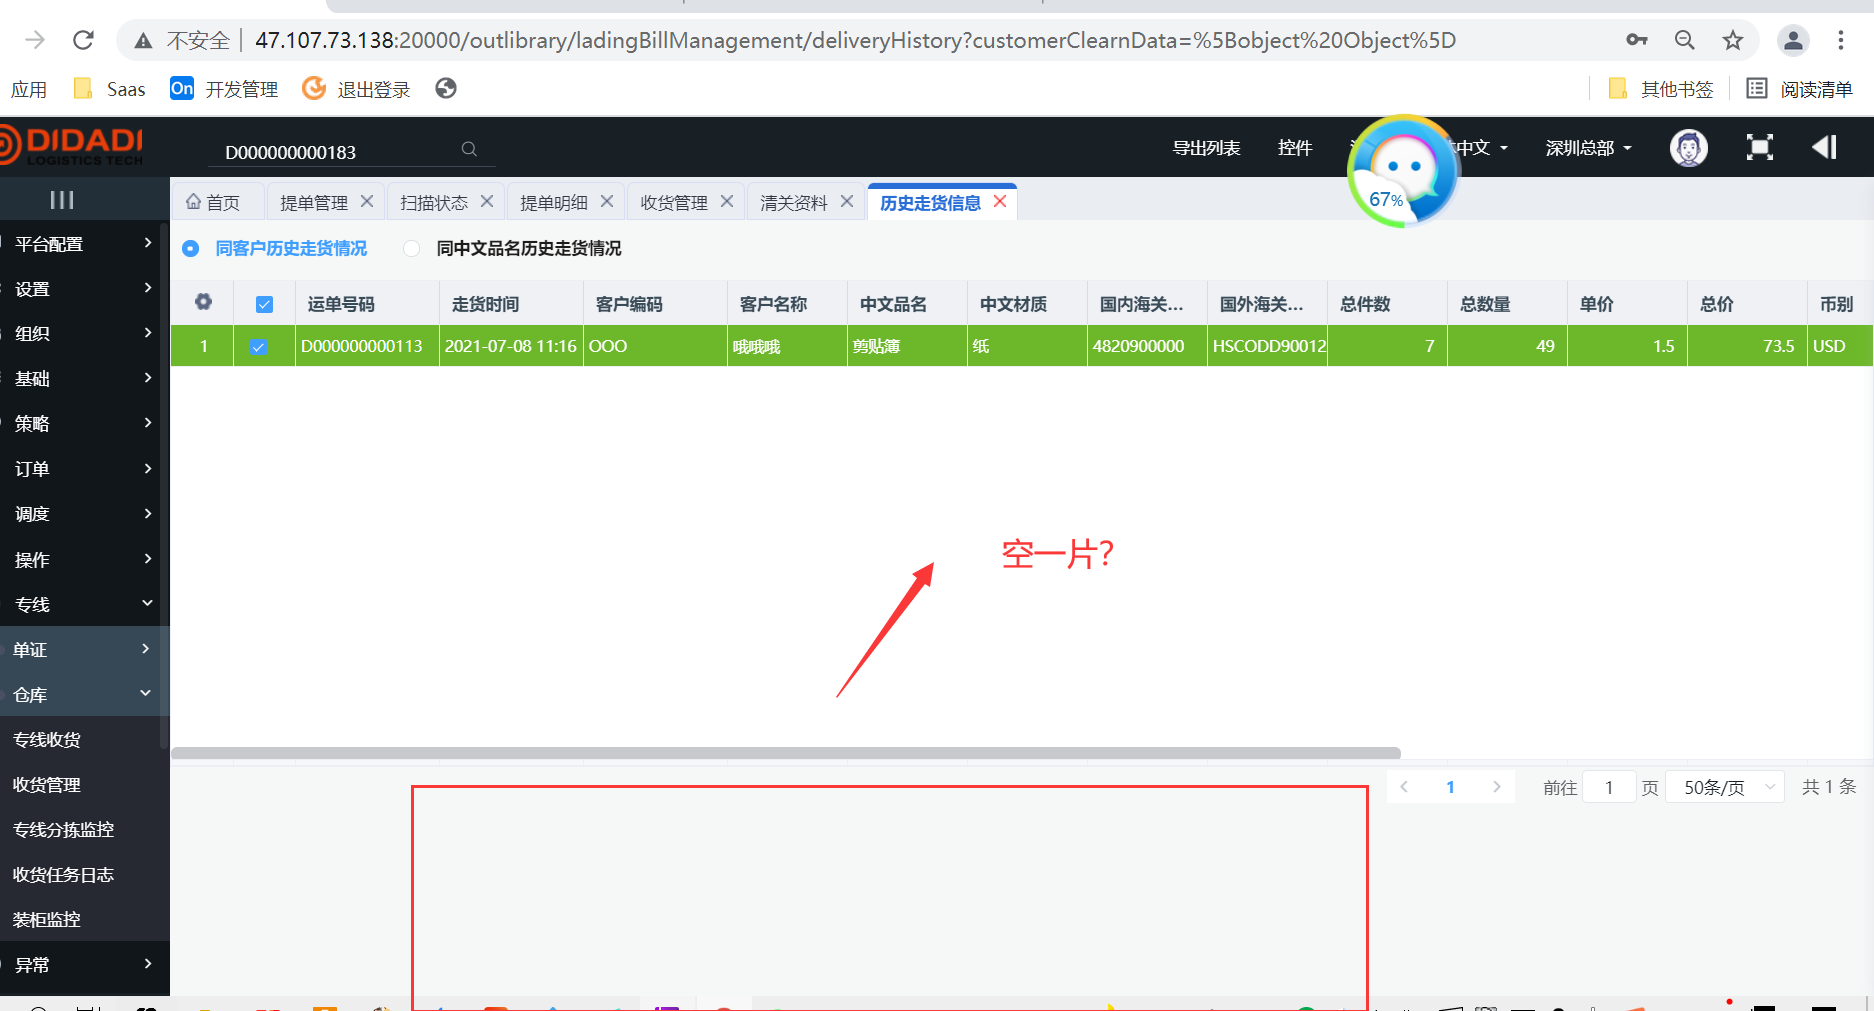 不安全 47.107.73.138:20000/outlibrary/ladingBillManagement/deliveryHistory?customerClearnData=%5Bobject%20Object%5D
应用 Saas On 开发管理 退出登录 其他书签 阅读清单
DIDADI
LOGISTICS TECH
D000000000183 导出列表 控件 中文 深圳总部
67%
首页 提单管理 扫描状态 提单明细 收货管理 清关资料 历史走货信息
同客户历史走货情况 同中文品名历史走货情况
运单号码 走货时间 客户编码 客户名称 中文品名 中文材质 国内海关... 国外海关... 总件数 总数量 单价 总价 币别
1 D000000000113 2021-07-08 11:16 OOO 哦哦哦 剪贴簿 纸 4820900000 HSCODD90012 7 49 1.5 73.5 USD
平台配置
设置
组织
基础
策略
订单
调度
操作
专线
单证
仓库
专线收货
收货管理
专线分拣监控
收货任务日志
装柜监控
异常
空一片?
1 前往 1 页 50条/页 共 1 条